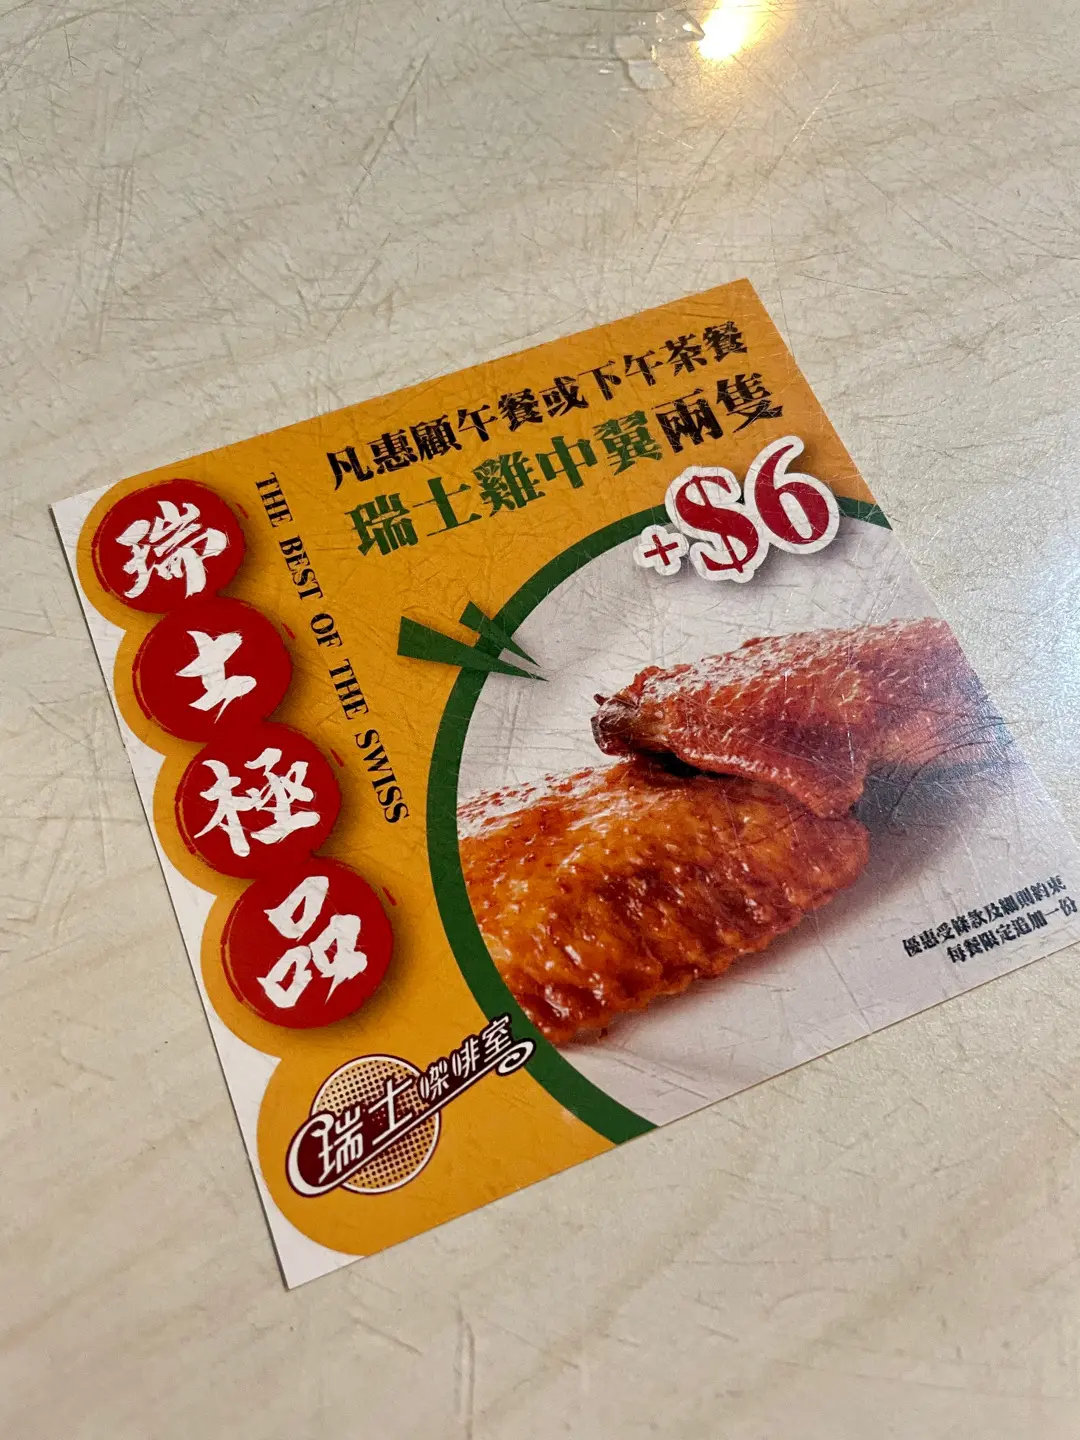 凡惠顧午餐或下午茶餐
瑞士雞中翼兩隻
+$6
瑞士極品
THE BEST OF THE SWISS
優惠受條款及細則約束
每餐限定追加一份
瑞士㗎啡室